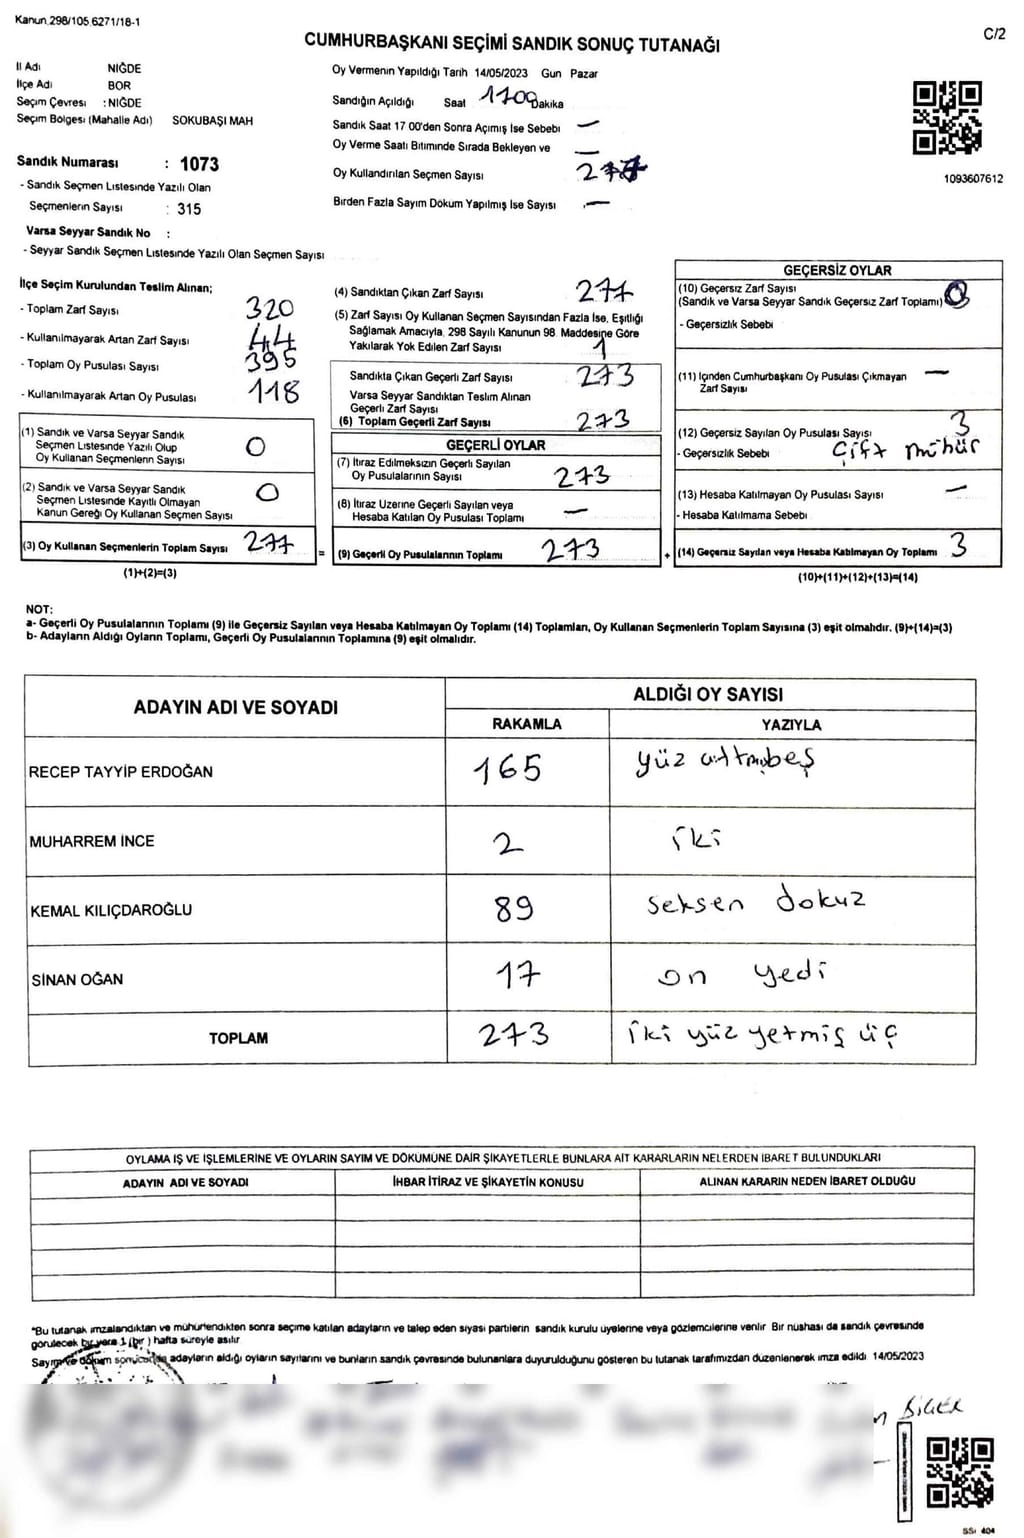 Kanun.298/105.6271/18-1
C/2
CUMHURBAŞKANI SEÇİMİ SANDIK SONUÇ TUTANAĞI
İl Adı NİĞDE
İlçe Adı BOR
Seçim Çevresi : NİĞDE
Seçim Bölgesi (Mahalle Adı) SOKUBAŞI MAH
Sandık Numarası : 1073
- Sandık Seçmen Listesinde Yazılı Olan
Seçmenlerin Sayısı : 315
Varsa Seyyar Sandık No :
- Seyyar Sandık Seçmen Listesinde Yazılı Olan Seçmen Sayısı
Oy Vermenin Yapıldığı Tarih 14/05/2023 Gun Pazar
Sandığın Açıldığı Saat 1700 Dakika
Sandık Saat 17 00'den Sonra Açımış Ise Sebebi —
Oy Verme Saati Bitiminde Sırada Bekleyen ve —
Oy Kullandırılan Seçmen Sayısı
Birden Fazla Sayım Dokum Yapılmış Ise Sayısı —
1093607612
İlçe Seçim Kurulundan Teslim Alınan;
- Toplam Zarf Sayısı 320
- Kullanılmayarak Artan Zarf Sayısı 44
- Toplam Oy Pusulası Sayısı 395
- Kullanılmayarak Artan Oy Pusulası 118
(1) Sandık ve Varsa Seyyar Sandık
Seçmen Listesinde Yazılı Olup
Oy Kullanan Seçmenlerin Sayısı 0
(2) Sandık ve Varsa Seyyar Sandık
Seçmen Listesinde Kayıtlı Olmayan
Kanun Gereği Oy Kullanan Seçmen Sayısı 0
(3) Oy Kullanan Seçmenlerin Toplam Sayısı 277
(1)+(2)=(3)
(4) Sandıktan Çıkan Zarf Sayısı 277
(5) Zarf Sayısı Oy Kullanan Seçmen Sayısından Fazla İse, Eşitliği
Sağlamak Amacıyla, 298 Sayılı Kanunun 98. Maddesine Göre
Yakılarak Yok Edilen Zarf Sayısı 1
Sandıkta Çıkan Geçerli Zarf Sayısı 273
Varsa Seyyar Sandıktan Teslim Alınan
Geçerli Zarf Sayısı
(6) Toplam Geçerli Zarf Sayısı 273
GEÇERLİ OYLAR
(7) İtiraz Edilmeksizin Geçerli Sayılan
Oy Pusulalarının Sayısı 273
(8) İtiraz Uzerine Geçerli Sayılan veya
Hesaba Katılan Oy Pusulası Toplamı —
= (9) Geçerli Oy Pusulalarının Toplamı 273
GEÇERSİZ OYLAR
(10) Geçersiz Zarf Sayısı
(Sandık ve Varsa Seyyar Sandık Geçersiz Zarf Toplamı) 0
- Geçersizlik Sebebi
(11) İçinden Cumhurbaşkanı Oy Pusulası Çıkmayan
Zarf Sayısı —
(12) Geçersiz Sayılan Oy Pusulası Sayısı 3
- Geçersizlik Sebebi çift mühür
(13) Hesaba Katılmayan Oy Pusulası Sayısı —
- Hesaba Katılmama Sebebi
+ (14) Geçersiz Sayılan veya Hesaba Katılmayan Oy Toplamı 3
(10)+(11)+(12)+(13)=(14)
NOT:
a- Geçerli Oy Pusulalarının Toplamı (9) ile Geçersiz Sayılan veya Hesaba Katılmayan Oy Toplamı (14) Toplamları, Oy Kullanan Seçmenlerin Toplam Sayısına (3) eşit olmalıdır. (9)+(14)=(3)
b- Adayların Aldığı Oyların Toplamı, Geçerli Oy Pusulalarının Toplamına (9) eşit olmalıdır.
ADAYIN ADI VE SOYADI
ALDIĞI OY SAYISI
RAKAMLA YAZIYLA
RECEP TAYYİP ERDOĞAN 165 yüz altmışbeş
MUHARREM İNCE 2 iki
KEMAL KILIÇDAROĞLU 89 seksen dokuz
SİNAN OĞAN 17 on yedi
TOPLAM 273 iki yüz yetmiş üç
OYLAMA İŞ VE İŞLEMLERİNE VE OYLARIN SAYIM VE DÖKÜMÜNE DAİR ŞİKAYETLERLE BUNLARA AİT KARARLARIN NELERDEN İBARET BULUNDUKLARI
ADAYIN ADI VE SOYADI İHBAR İTİRAZ VE ŞİKAYETİN KONUSU ALINAN KARARIN NEDEN İBARET OLDUĞU
*Bu tutanak imzalandıktan ve mühürlendikten sonra seçime katılan adayların ve talep eden siyasi partilerin sandık kurulu üyelerine veya gözlemcilerine verilir Bir nüshası da sandık çevresinde
görülecek bir yere 1 (bir ) hafta süreyle asılır
Sayım ve döküm sonucunda adayların aldığı oyların sayılarını ve bunların sandık çevresinde bulunanlara duyurulduğunu gösteren bu tutanak tarafımızdan düzenlenerek imza edildi 14/05/2023
SSi 404